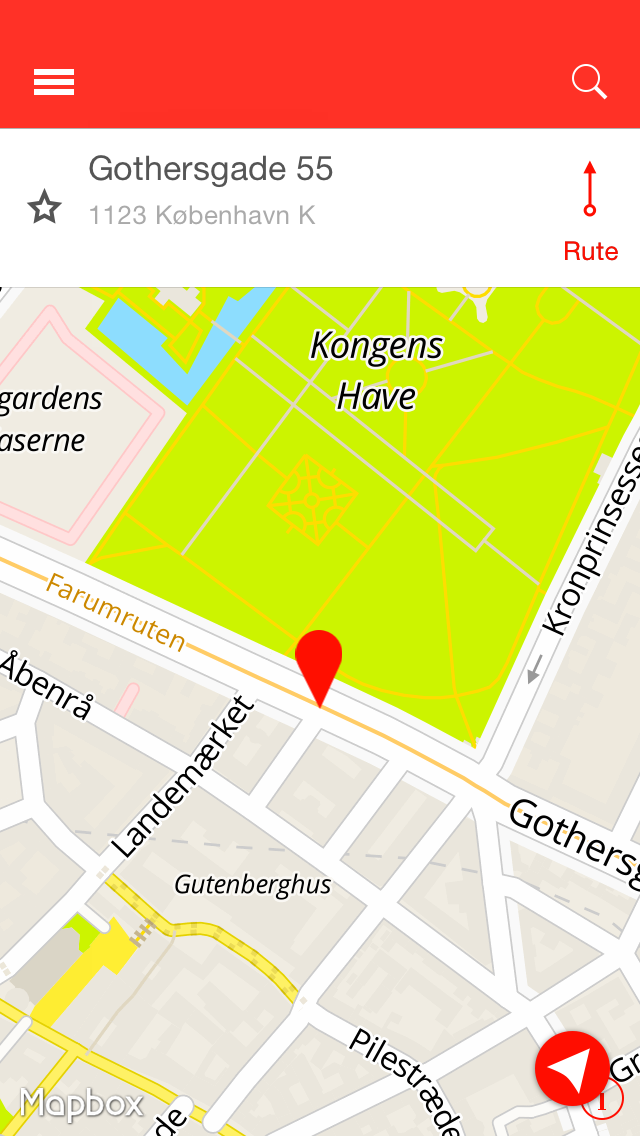 Gothersgade 55
1123 København K
Rute
Kongens
Have
gardens
aserne
Kronprinsesse
Farumruten
Åbenrå
Landemærket
Gothersg
Gutenberghus
Pilestræde
Gr
de
Mapbox
i